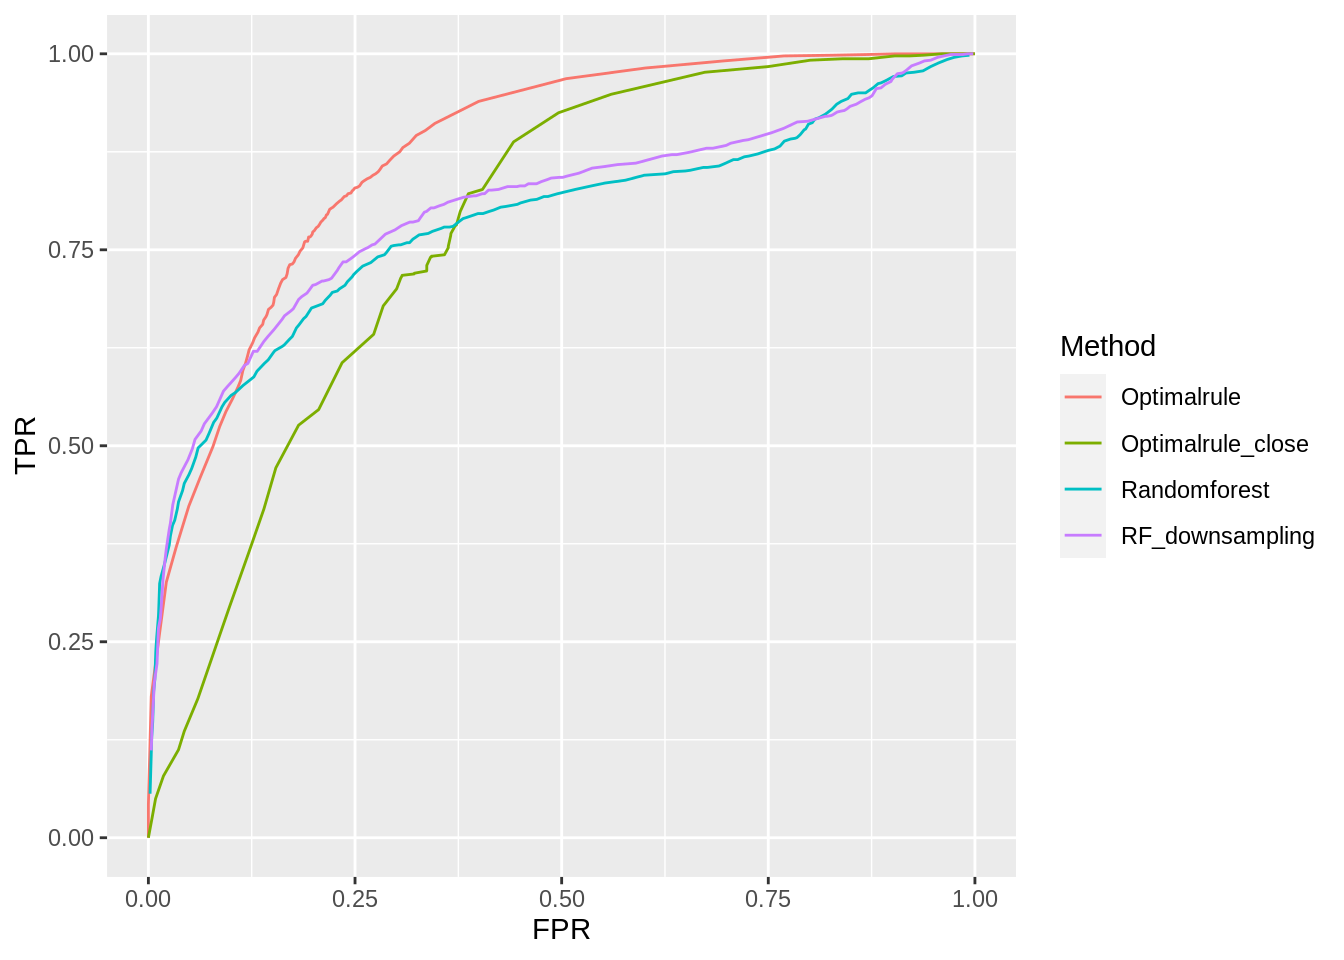 1.00
0.75
0.50
0.25
0.00
TPR
0.00 0.25 0.50 0.75 1.00
FPR
Method
Optimalrule
Optimalrule_close
Randomforest
RF_downsampling